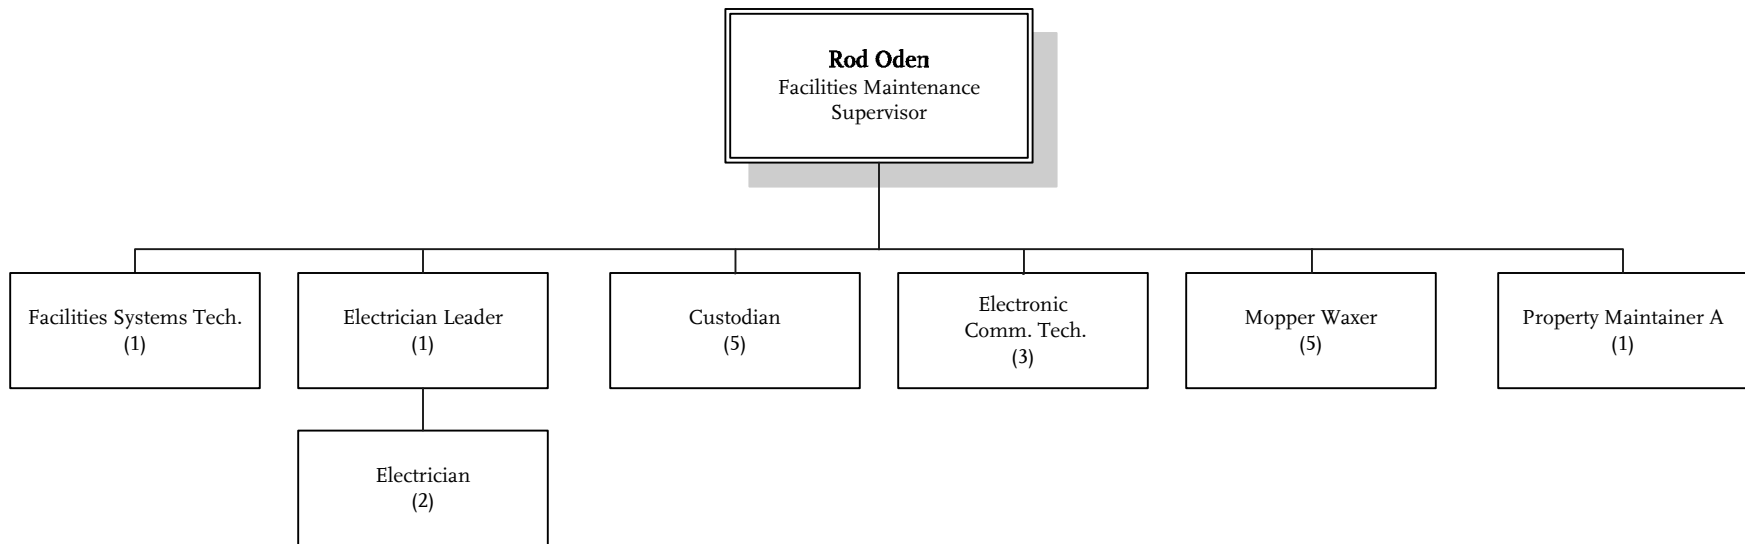 Rod Oden
Facilities Maintenance
Supervisor
Facilities Systems Tech.
(1)
Electrician Leader
(1)
Custodian
(5)
Electronic
Comm. Tech.
(3)
Mopper Waxer
(5)
Property Maintainer A
(1)
Electrician
(2)